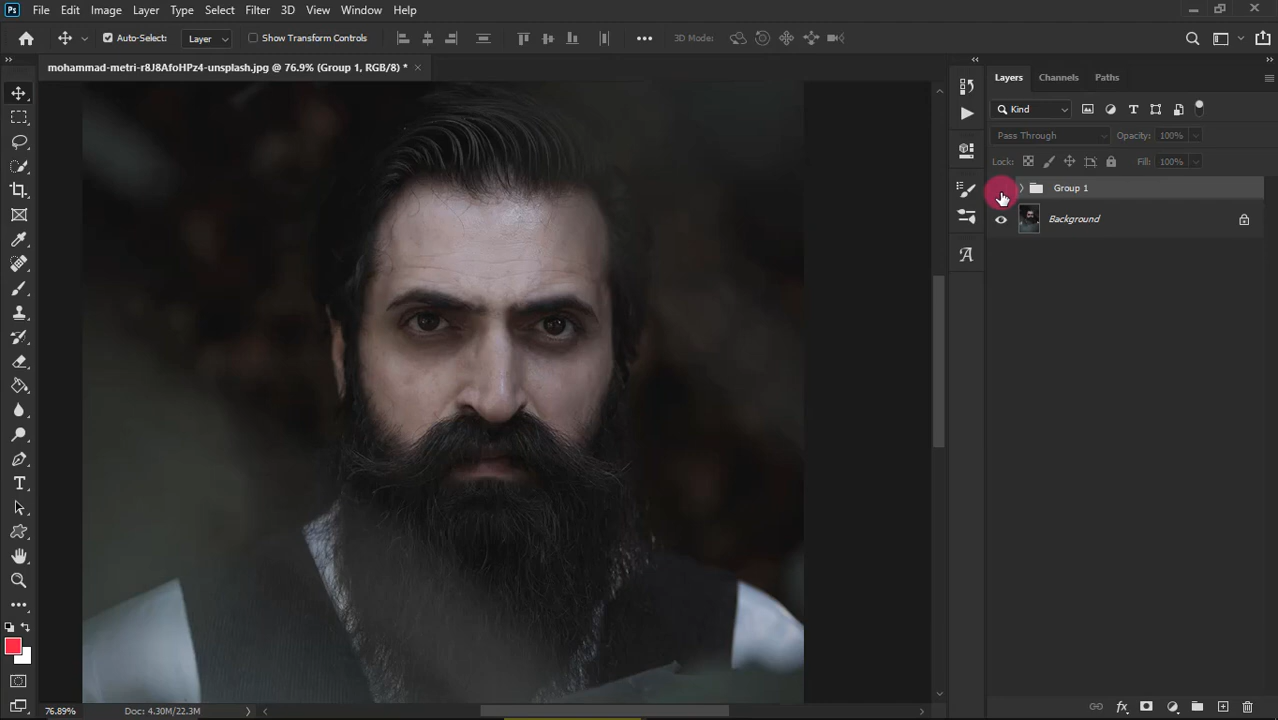 Ps File Edit Image Layer Type Select Filter 3D View Window Help
Auto-Select: Layer Show Transform Controls 3D Mode:
mohammad-metri-r8J8AfoHPz4-unsplash.jpg @ 76.9% (Group 1, RGB/8) *
Layers Channels Paths
Kind
Pass Through Opacity: 100%
Lock: Fill: 100%
Group 1
Background
76.89% Doc: 4.30M/22.3M